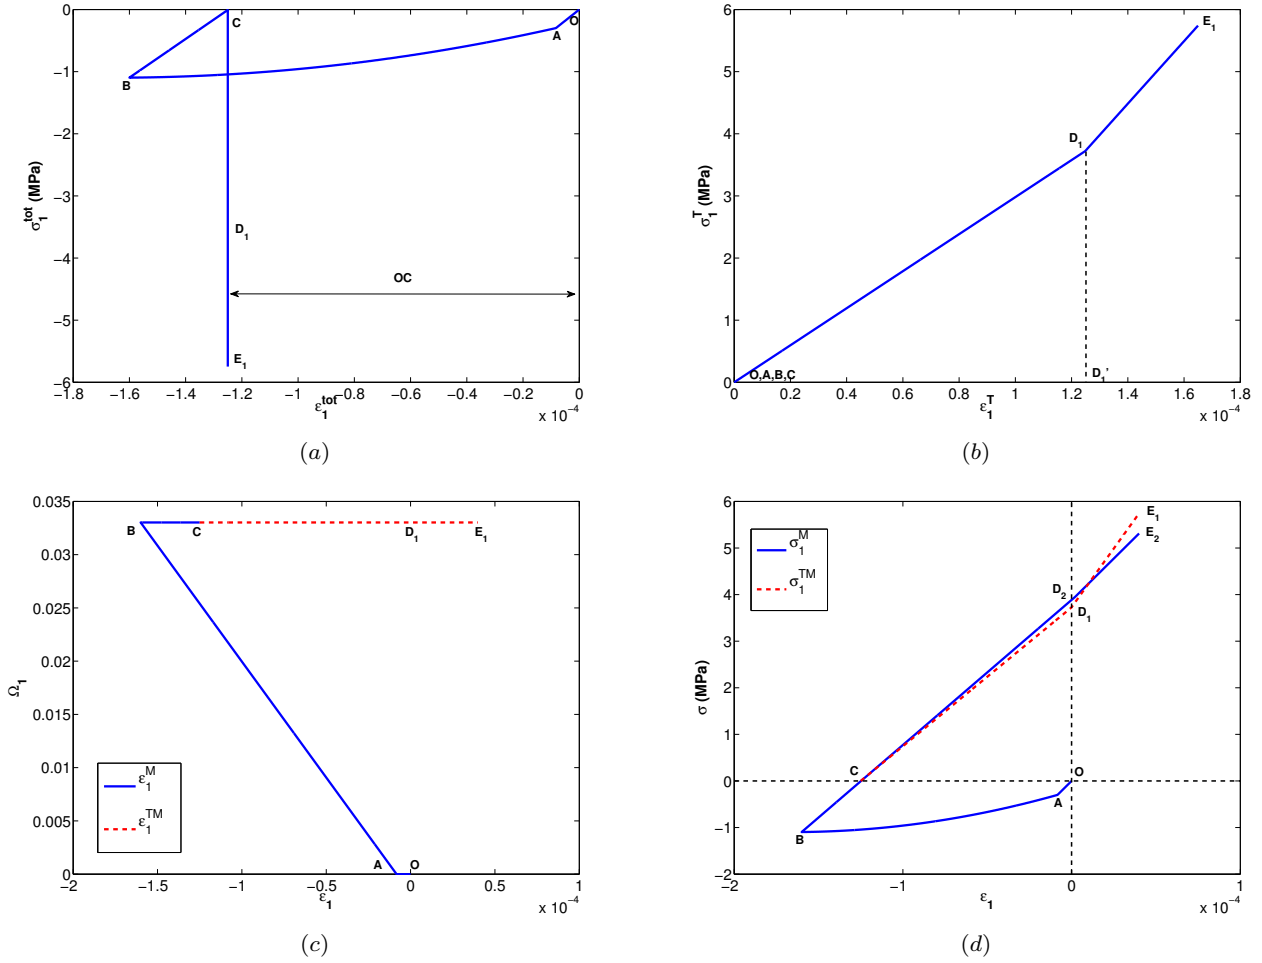 0
−1
−2
−3
−4
−5
−6
−1.8
−1.6
−1.4
−1.2
−1
−0.8
−0.6
−0.4
−0.2
0
x 10⁻⁴
ε₁ᵗᵒᵗ
σ₁ᵗᵒᵗ (MPa)
O
A
B
C
D₁
E₁
OC
(a)
6
5
4
3
2
1
0
0
0.2
0.4
0.6
0.8
1
1.2
1.4
1.6
1.8
x 10⁻⁴
ε₁ᵀ
σ₁ᵀ (MPa)
O,A,B,C
D₁
D₁'
E₁
(b)
0.035
0.03
0.025
0.02
0.015
0.01
0.005
0
−2
−1.5
−1
−0.5
0
0.5
1
x 10⁻⁴
ε₁
Ω₁
B
C
D₁
E₁
A
O
ε₁ᴹ
ε₁ᵀᴹ
(c)
6
5
4
3
2
1
0
−1
−2
−2
−1
0
1
x 10⁻⁴
ε₁
σ (MPa)
σ₁ᴹ
σ₁ᵀᴹ
E₁
E₂
D₂
D₁
C
O
A
B
(d)